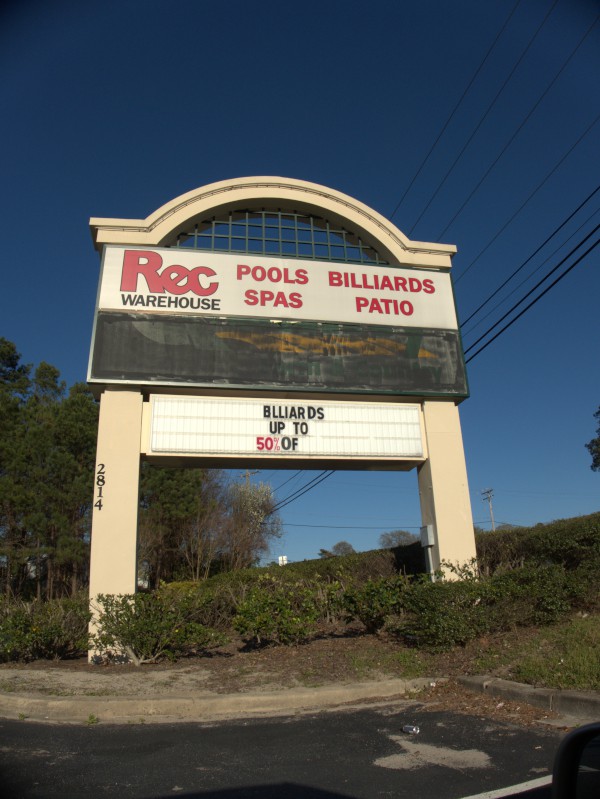 Rec
WAREHOUSE
POOLS BILLIARDS
SPAS PATIO
BLLIARDS
UP TO
50% OF
2814